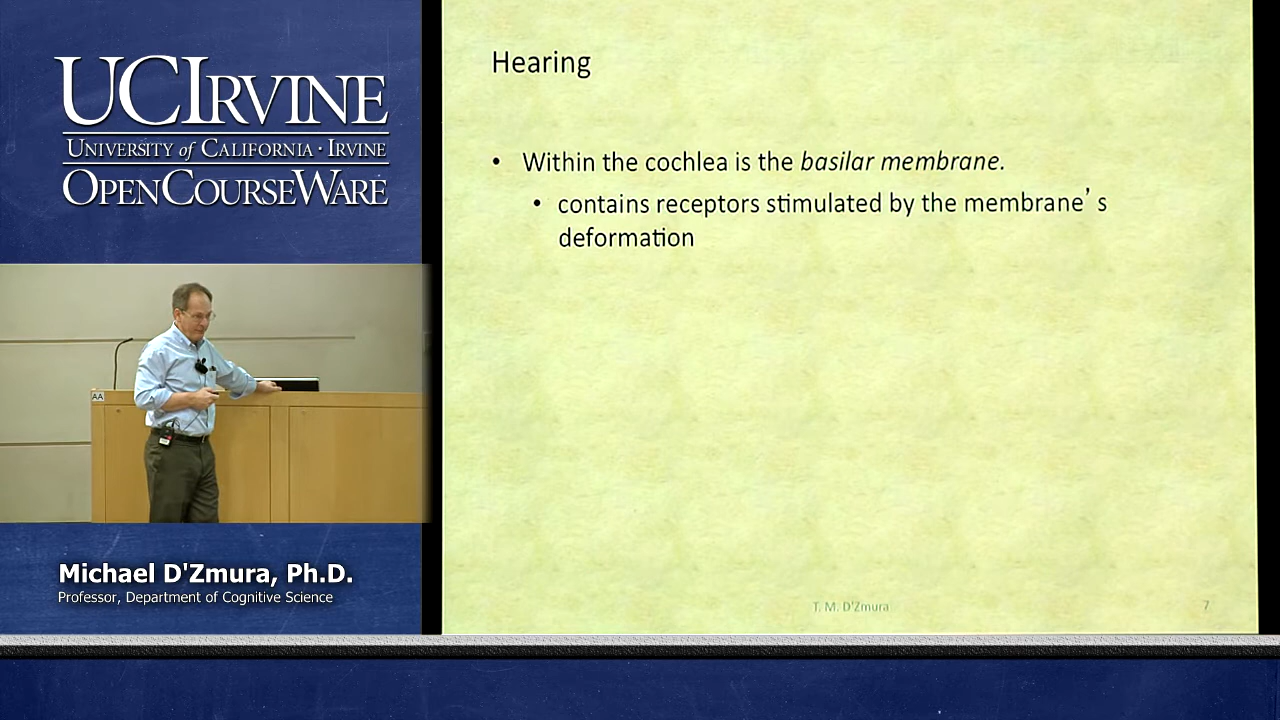 UCIRVINE
UNIVERSITY of CALIFORNIA · IRVINE
OPENCOURSEWARE
AA
Michael D'Zmura, Ph.D.
Professor, Department of Cognitive Science
Hearing
• Within the cochlea is the basilar membrane.
• contains receptors stimulated by the membrane’s
deformation
T. M. D'Zmura
7